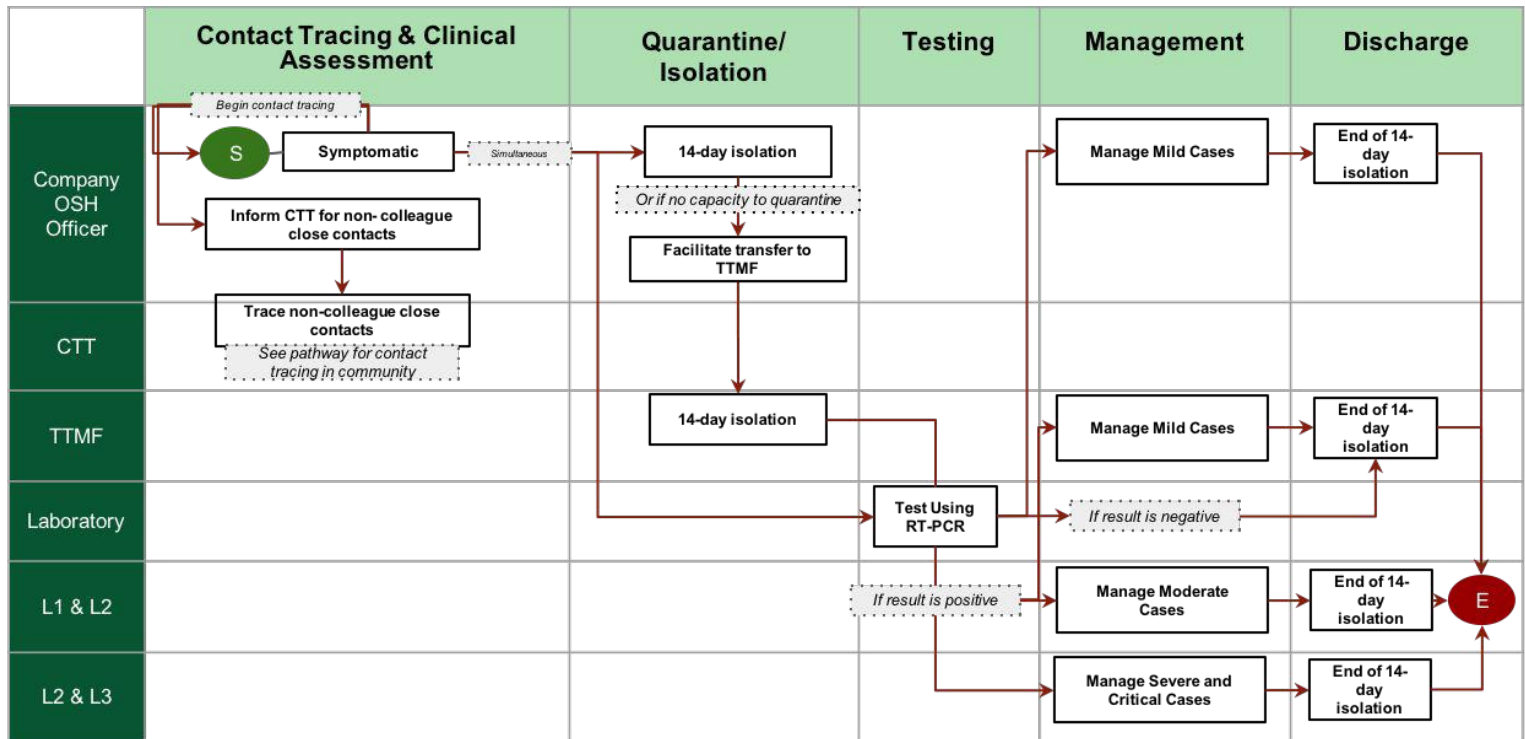 Contact Tracing & Clinical
Assessment
Quarantine/
Isolation
Testing
Management
Discharge
Company
OSH
Officer
Begin contact tracing
S
Symptomatic
Simultaneous
14-day isolation
Or if no capacity to quarantine
Facilitate transfer to
TTMF
Manage Mild Cases
End of 14-
day
isolation
Inform CTT for non- colleague
close contacts
CTT
Trace non-colleague close
contacts
See pathway for contact
tracing in community
TTMF
14-day isolation
Manage Mild Cases
End of 14-
day
isolation
Laboratory
Test Using
RT-PCR
If result is negative
L1 & L2
If result is positive
Manage Moderate
Cases
End of 14-
day
isolation
E
L2 & L3
Manage Severe and
Critical Cases
End of 14-
day
isolation